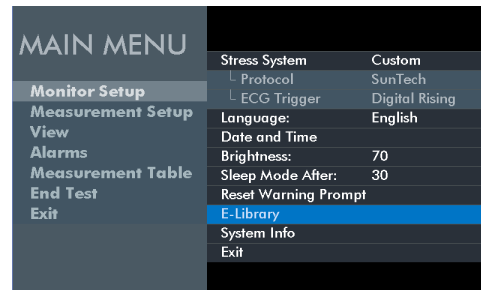 MAIN MENU
Monitor Setup
Measurement Setup
View
Alarms
Measurement Table
End Test
Exit
Stress System Custom
Protocol SunTech
ECG Trigger Digital Rising
Language: English
Date and Time
Brightness: 70
Sleep Mode After: 30
Reset Warning Prompt
E-Library
System Info
Exit